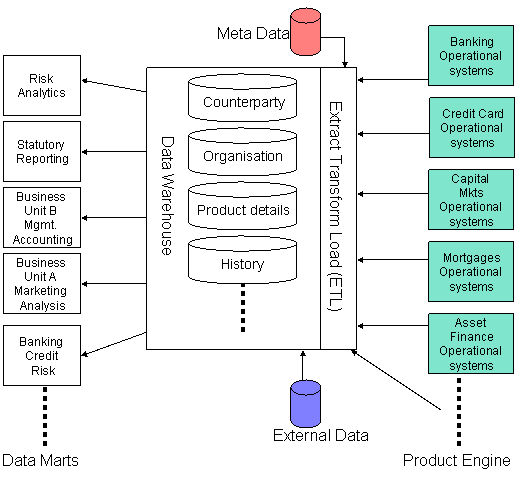 Meta Data
Risk
Analytics
Statutory
Reporting
Business
Unit B
Mgmt.
Accounting
Business
Unit A
Marketing
Analysis
Banking
Credit
Risk
Data Marts
Data Warehouse
Counterparty
Organisation
Product details
History
Extract Transform Load (ETL)
External Data
Banking
Operational
systems
Credit Card
Operational
systems
Capital
Mkts
Operational
systems
Mortgages
Operational
systems
Asset
Finance
Operational
systems
Product Engine